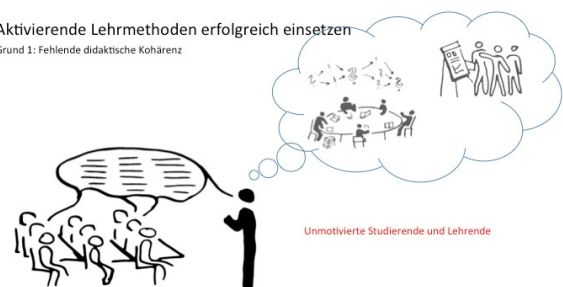 Aktivierende Lehrmethoden erfolgreich einsetzen
Grund 1: Fehlende didaktische Kohärenz
Unmotivierte Studierende und Lehrende